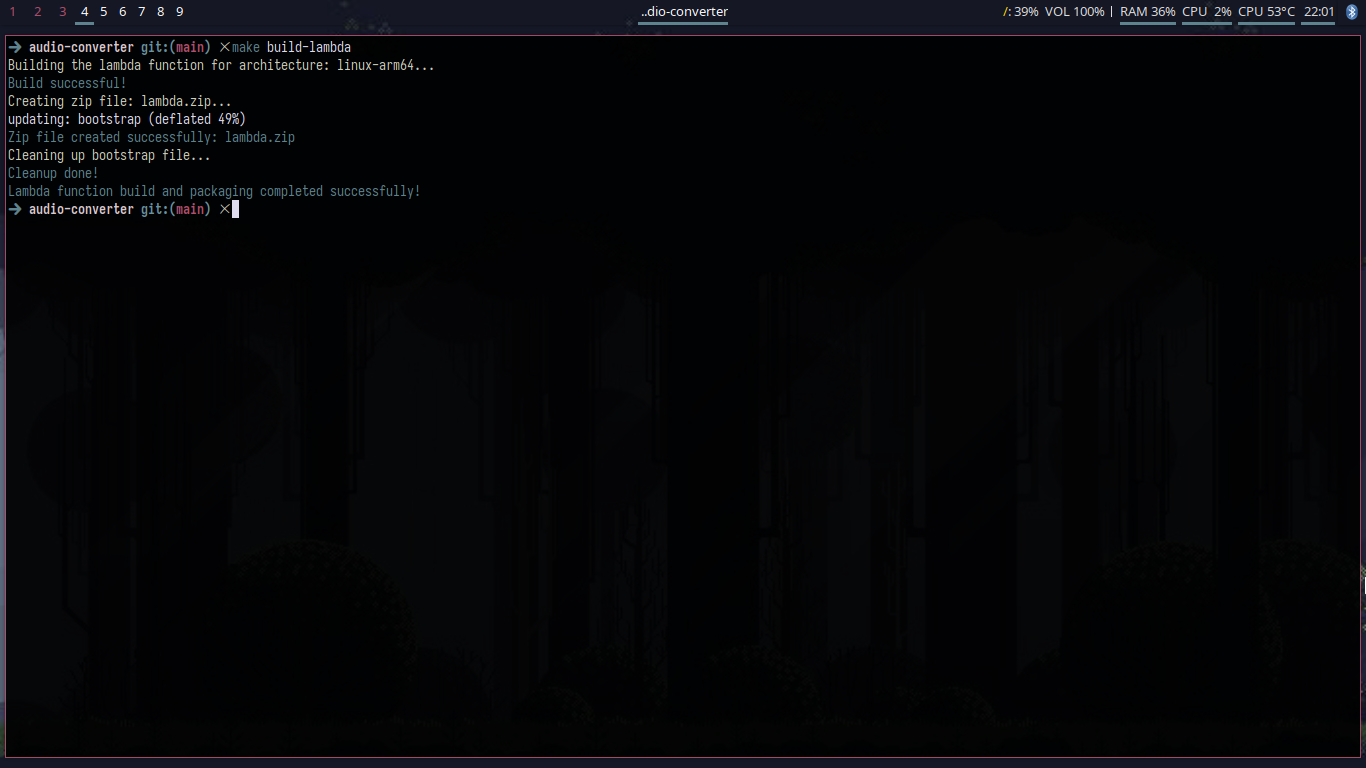 1 2 3 4 5 6 7 8 9 ..dio-converter /: 39% VOL 100% | RAM 36% CPU 2% CPU 53°C 22:01
➜ audio-converter git:(main) ✗make build-lambda
Building the lambda function for architecture: linux-arm64...
Build successful!
Creating zip file: lambda.zip...
updating: bootstrap (deflated 49%)
Zip file created successfully: lambda.zip
Cleaning up bootstrap file...
Cleanup done!
Lambda function build and packaging completed successfully!
➜ audio-converter git:(main) ✗